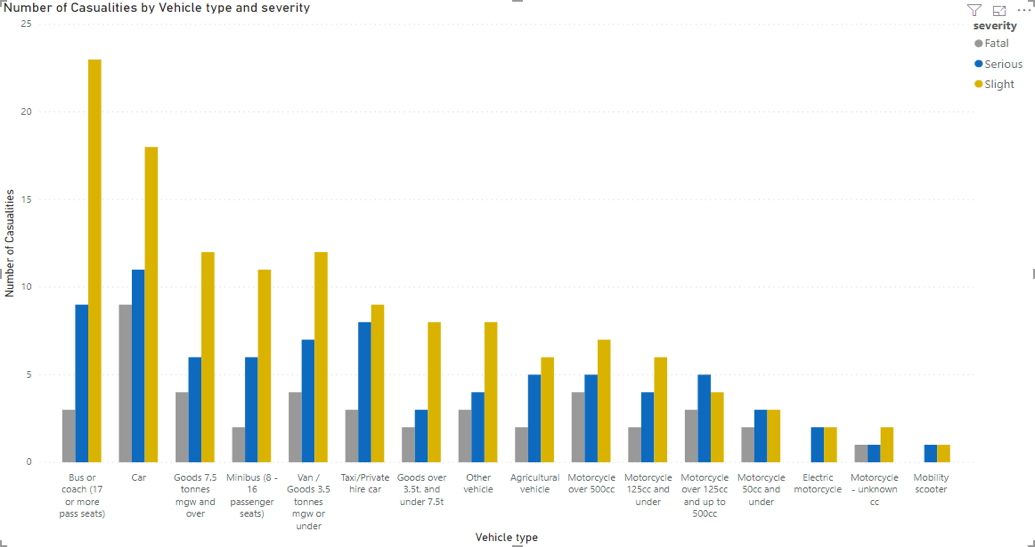 Number of Casualities by Vehicle type and severity
severity
Fatal
Serious
Slight
Number of Casualities
25
20
15
10
5
0
Bus or
coach (17
or more
pass seats)
Car
Goods 7.5
tonnes
mgw and
over
Minibus (8 -
16
passenger
seats)
Van /
Goods 3.5
tonnes
mgw or
under
Taxi/Private
hire car
Goods over
3.5t. and
under 7.5t
Other
vehicle
Agricultural
vehicle
Motorcycle
over 500cc
Motorcycle
125cc and
under
Motorcycle
over 125cc
and up to
500cc
Motorcycle
50cc and
under
Electric
motorcycle
Motorcycle
- unknown
cc
Mobility
scooter
Vehicle type